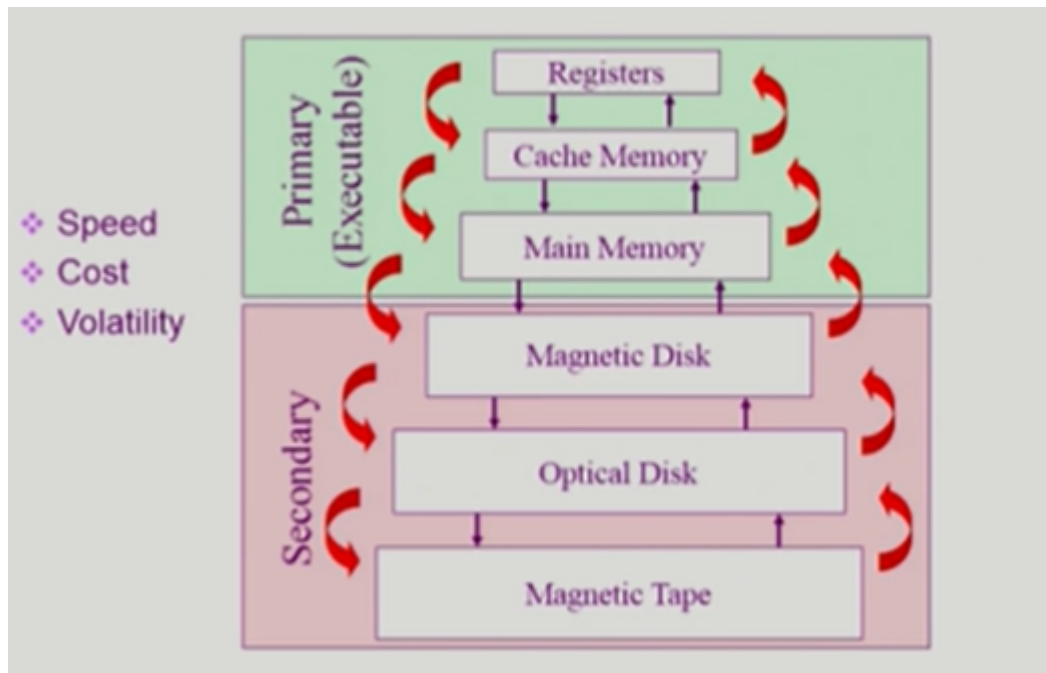 Speed
Cost
Volatility
Primary
(Executable)
Registers
Cache Memory
Main Memory
Secondary
Magnetic Disk
Optical Disk
Magnetic Tape